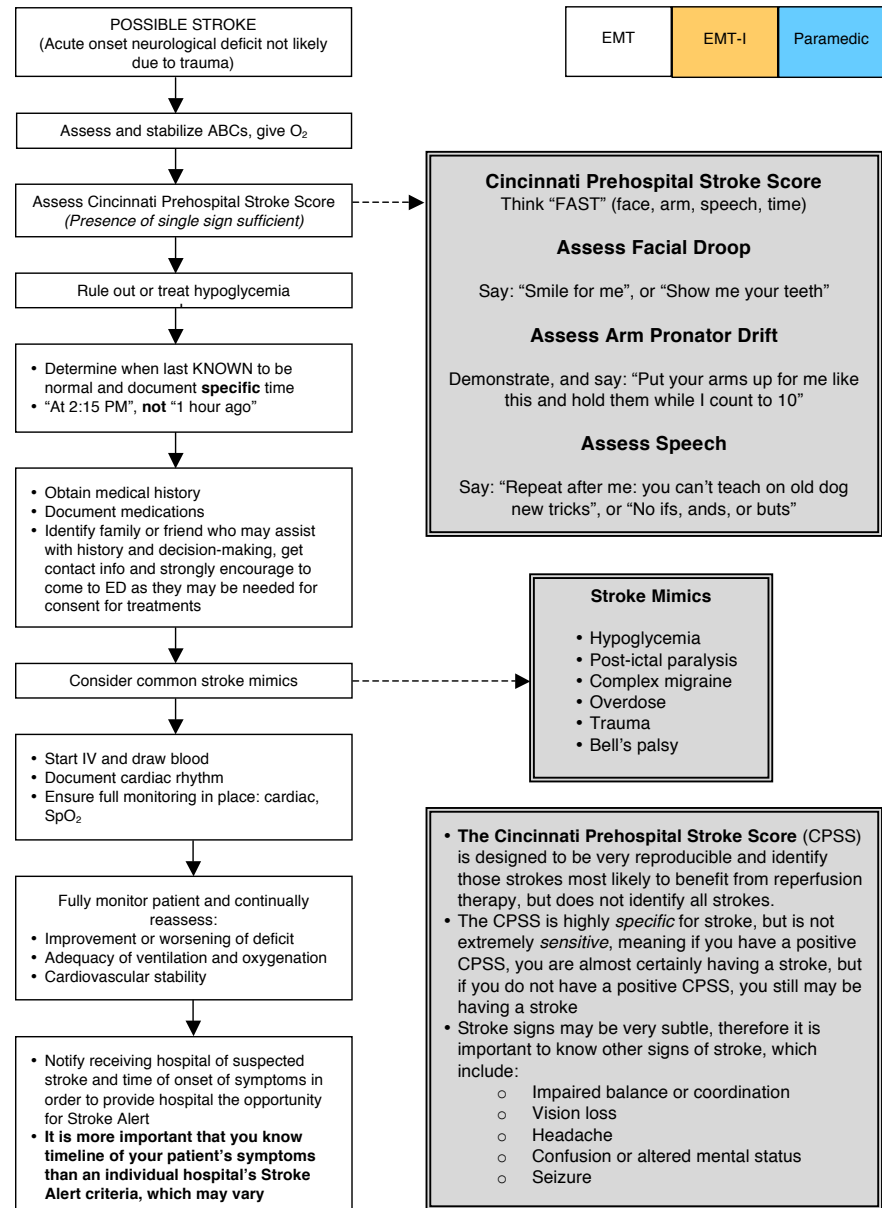 POSSIBLE STROKE
(Acute onset neurological deficit not likely
due to trauma)
EMT
EMT-I
Paramedic
Assess and stabilize ABCs, give O₂
Assess Cincinnati Prehospital Stroke Score
(Presence of single sign sufficient)
Rule out or treat hypoglycemia
• Determine when last KNOWN to be
normal and document specific time
• “At 2:15 PM”, not “1 hour ago”
• Obtain medical history
• Document medications
• Identify family or friend who may assist
with history and decision-making, get
contact info and strongly encourage to
come to ED as they may be needed for
consent for treatments
Consider common stroke mimics
• Start IV and draw blood
• Document cardiac rhythm
• Ensure full monitoring in place: cardiac,
SpO₂
Fully monitor patient and continually
reassess:
• Improvement or worsening of deficit
• Adequacy of ventilation and oxygenation
• Cardiovascular stability
• Notify receiving hospital of suspected
stroke and time of onset of symptoms in
order to provide hospital the opportunity
for Stroke Alert
• It is more important that you know
timeline of your patient’s symptoms
than an individual hospital’s Stroke
Alert criteria, which may vary
Cincinnati Prehospital Stroke Score
Think “FAST” (face, arm, speech, time)
Assess Facial Droop
Say: “Smile for me”, or “Show me your teeth”
Assess Arm Pronator Drift
Demonstrate, and say: “Put your arms up for me like
this and hold them while I count to 10”
Assess Speech
Say: “Repeat after me: you can’t teach on old dog
new tricks”, or “No ifs, ands, or buts”
Stroke Mimics
• Hypoglycemia
• Post-ictal paralysis
• Complex migraine
• Overdose
• Trauma
• Bell’s palsy
• The Cincinnati Prehospital Stroke Score (CPSS)
is designed to be very reproducible and identify
those strokes most likely to benefit from reperfusion
therapy, but does not identify all strokes.
• The CPSS is highly specific for stroke, but is not
extremely sensitive, meaning if you have a positive
CPSS, you are almost certainly having a stroke, but
if you do not have a positive CPSS, you still may be
having a stroke
• Stroke signs may be very subtle, therefore it is
important to know other signs of stroke, which
include:
o Impaired balance or coordination
o Vision loss
o Headache
o Confusion or altered mental status
o Seizure